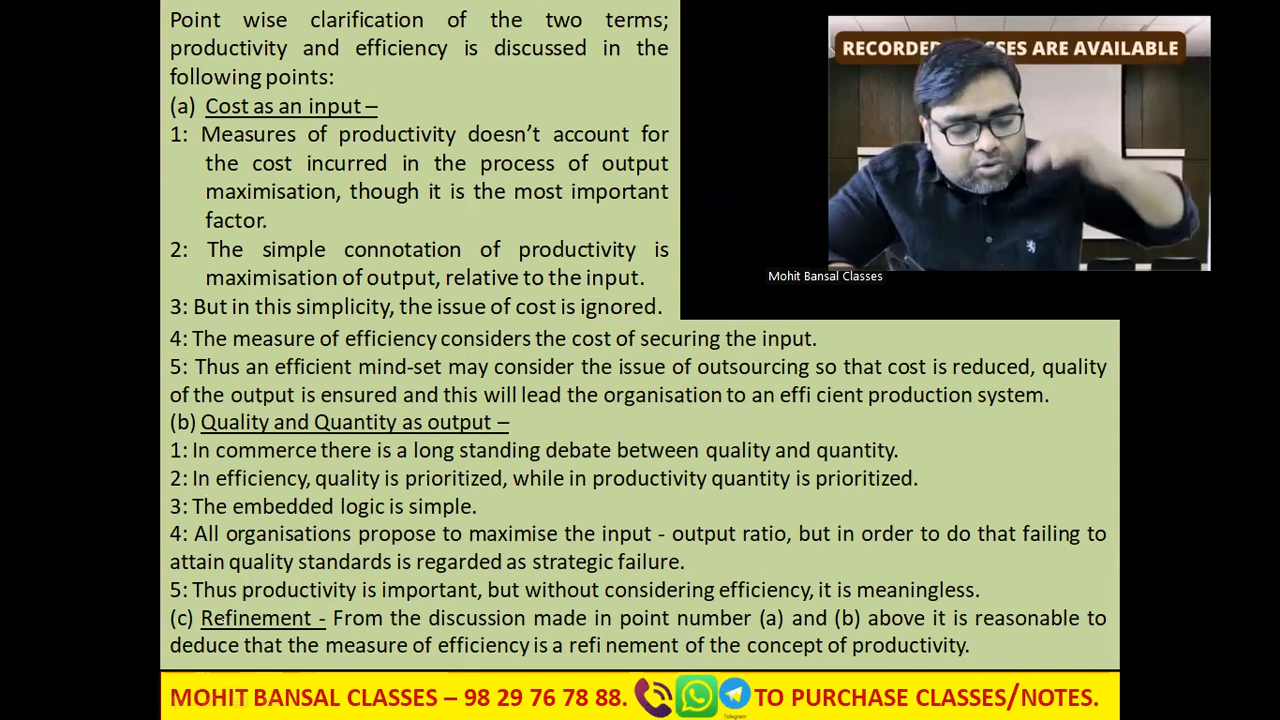 Point wise clarification of the two terms;
productivity and efficiency is discussed in the
following points:
(a) Cost as an input –
1: Measures of productivity doesn’t account for
the cost incurred in the process of output
maximisation, though it is the most important
factor.
2: The simple connotation of productivity is
maximisation of output, relative to the input.
3: But in this simplicity, the issue of cost is ignored.
4: The measure of efficiency considers the cost of securing the input.
5: Thus an efficient mind-set may consider the issue of outsourcing so that cost is reduced, quality
of the output is ensured and this will lead the organisation to an effi cient production system.
(b) Quality and Quantity as output –
1: In commerce there is a long standing debate between quality and quantity.
2: In efficiency, quality is prioritized, while in productivity quantity is prioritized.
3: The embedded logic is simple.
4: All organisations propose to maximise the input - output ratio, but in order to do that failing to
attain quality standards is regarded as strategic failure.
5: Thus productivity is important, but without considering efficiency, it is meaningless.
(c) Refinement - From the discussion made in point number (a) and (b) above it is reasonable to
deduce that the measure of efficiency is a refi nement of the concept of productivity.
ARE AVAILABLE
Mohit Bansal Classes
MOHIT BANSAL CLASSES – 98 29 76 78 88. TO PURCHASE CLASSES/NOTES.
Telegram